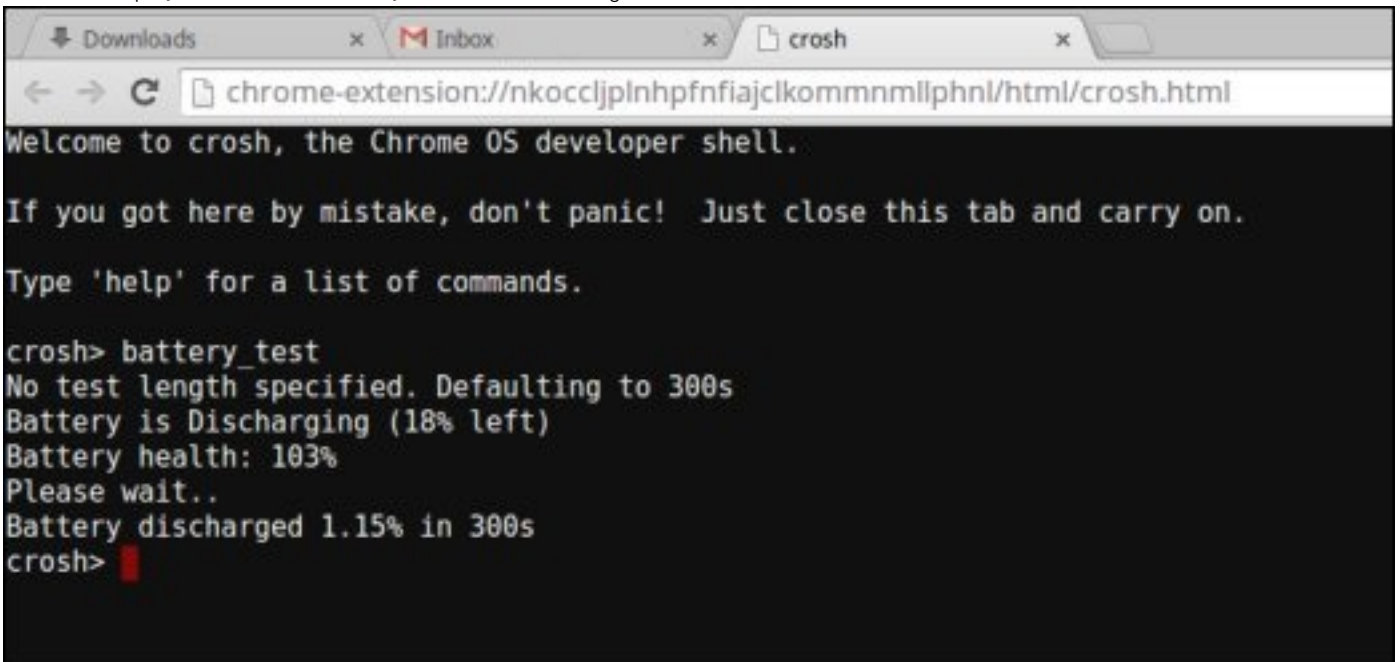 Downloads
Inbox
crosh
chrome-extension://nkoccljplnhpfnfiajclkommnmllphnl/html/crosh.html
Welcome to crosh, the Chrome OS developer shell.
If you got here by mistake, don't panic!  Just close this tab and carry on.
Type 'help' for a list of commands.
crosh> battery_test
No test length specified. Defaulting to 300s
Battery is Discharging (18% left)
Battery health: 103%
Please wait..
Battery discharged 1.15% in 300s
crosh>